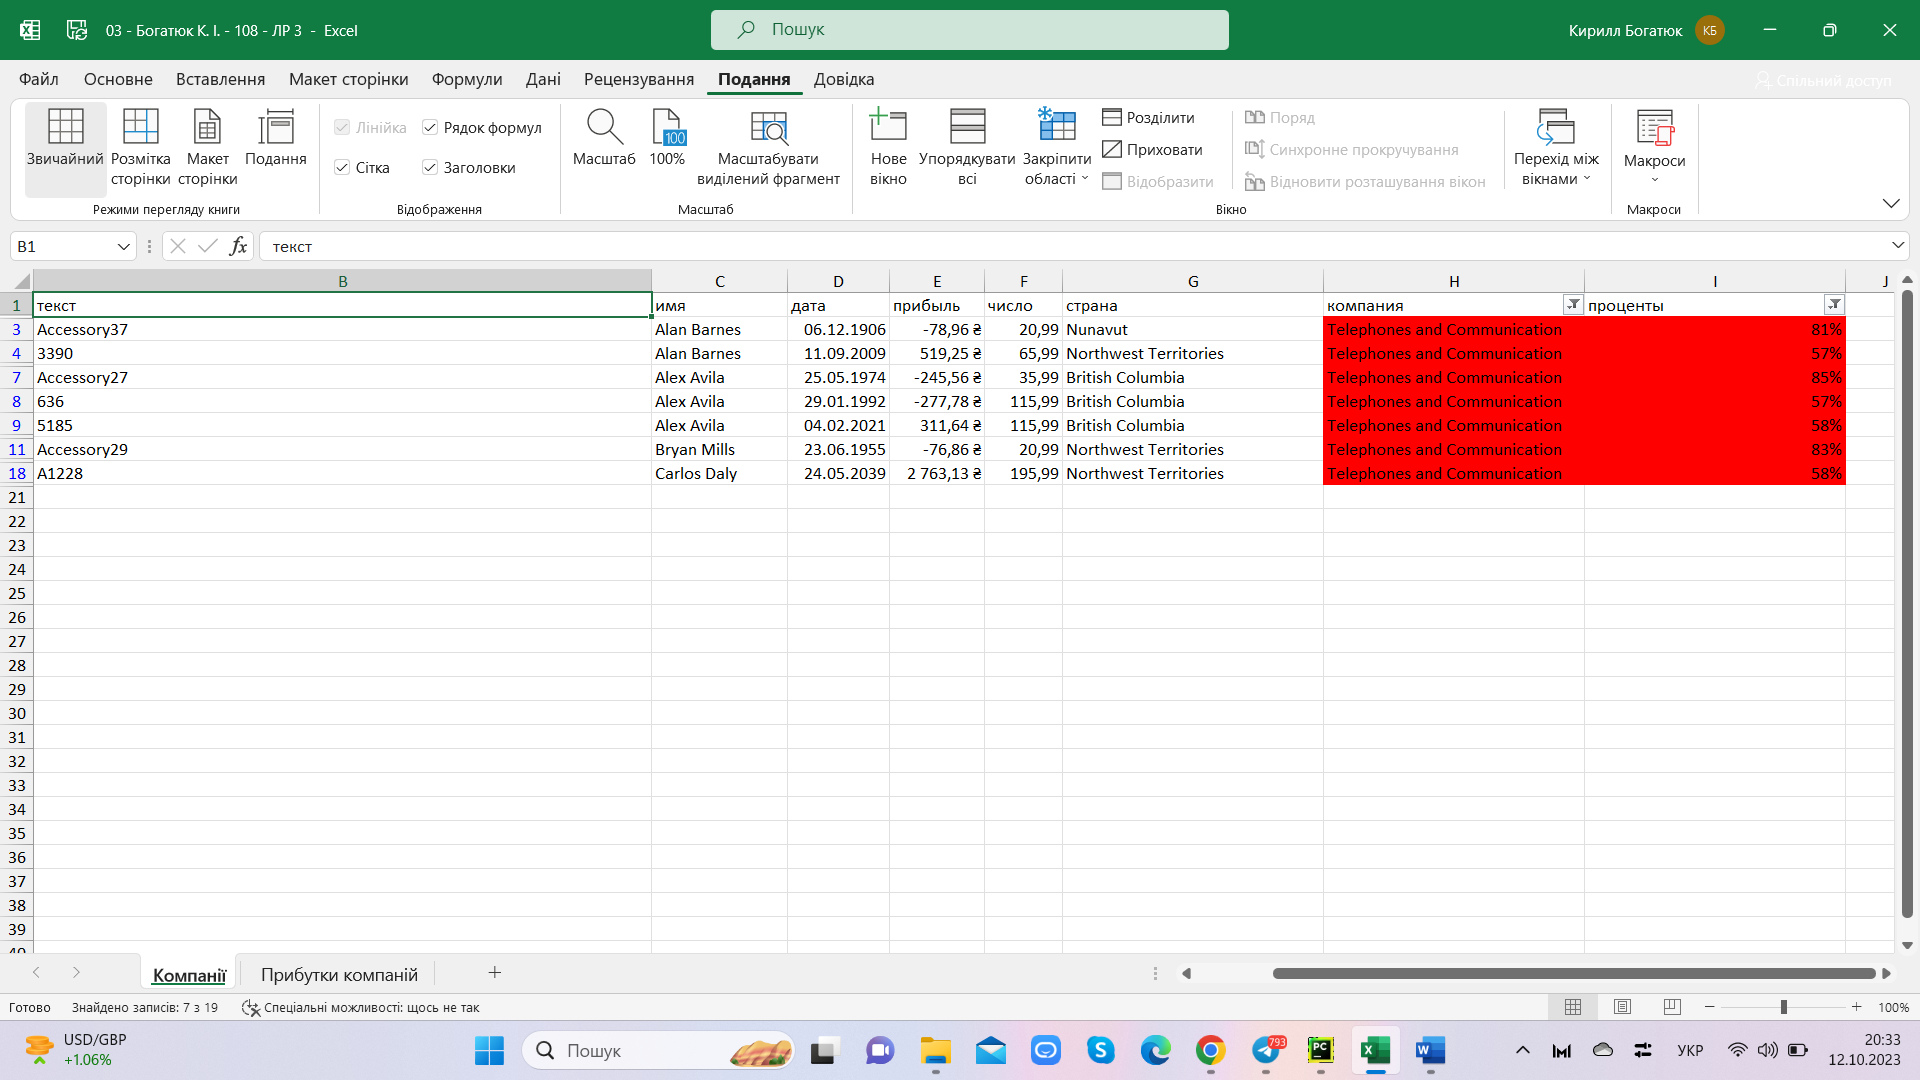 03 - Богатюк К. І. - 108 - ЛР 3 - Excel
Пошук
Кирилл Богатюк
КБ
Файл Основне Вставлення Макет сторінки Формули Дані Рецензування Подання Довідка
Спільний доступ
Звичайний
Розмітка сторінки
Макет сторінки
Подання
Режими перегляду книги
Лінійка
Рядок формул
Сітка
Заголовки
Відображення
Масштаб
100
100%
Масштабувати виділений фрагмент
Масштаб
Нове вікно
Упорядкувати всі
Закріпити області
Розділити
Приховати
Відобразити
Поряд
Синхронне прокручування
Відновити розташування вікон
Перехід між вікнами
Вікно
Макроси
Макроси
B1
fx
текст
B C D E F G H I J
1 текст имя дата прибыль число страна компания проценты
3 Accessory37 Alan Barnes 06.12.1906 -78,96 ₴ 20,99 Nunavut Telephones and Communication 81%
4 3390 Alan Barnes 11.09.2009 519,25 ₴ 65,99 Northwest Territories Telephones and Communication 57%
7 Accessory27 Alex Avila 25.05.1974 -245,56 ₴ 35,99 British Columbia Telephones and Communication 85%
8 636 Alex Avila 29.01.1992 -277,78 ₴ 115,99 British Columbia Telephones and Communication 57%
9 5185 Alex Avila 04.02.2021 311,64 ₴ 115,99 British Columbia Telephones and Communication 58%
11 Accessory29 Bryan Mills 23.06.1955 -76,86 ₴ 20,99 Northwest Territories Telephones and Communication 83%
18 A1228 Carlos Daly 24.05.2039 2 763,13 ₴ 195,99 Northwest Territories Telephones and Communication 58%
21
22
23
24
25
26
27
28
29
30
31
32
33
34
35
36
37
38
39
40
Компанії
Прибутки компаній
Готово
Знайдено записів: 7 з 19
Спеціальні можливості: щось не так
100%
USD/GBP
+1.06%
Пошук
793
PC
УКР
20:33
12.10.2023